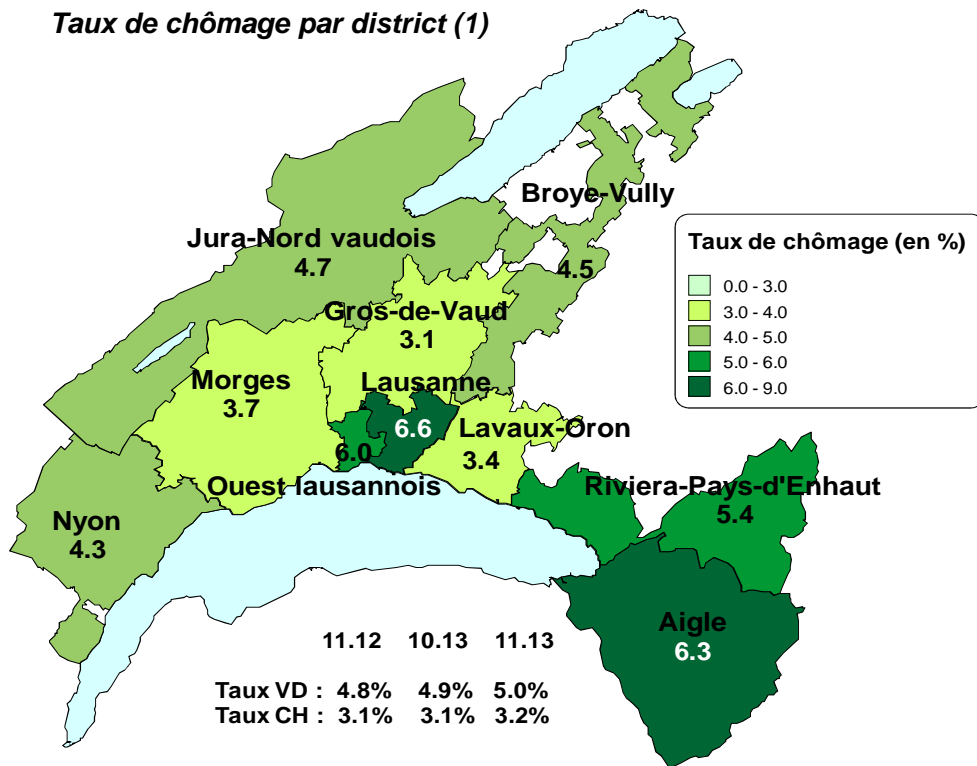 Taux de chômage par district (1)
Broye-Vully
4.5
Jura-Nord vaudois
4.7
Taux de chômage (en %)
0.0 - 3.0
3.0 - 4.0
4.0 - 5.0
5.0 - 6.0
6.0 - 9.0
Gros-de-Vaud
3.1
Morges
3.7
Lausanne
6.6
Lavaux-Oron
3.4
6.0
Ouest lausannois
Riviera-Pays-d'Enhaut
5.4
Nyon
4.3
Aigle
6.3
11.12 10.13 11.13
Taux VD : 4.8% 4.9% 5.0%
Taux CH : 3.1% 3.1% 3.2%